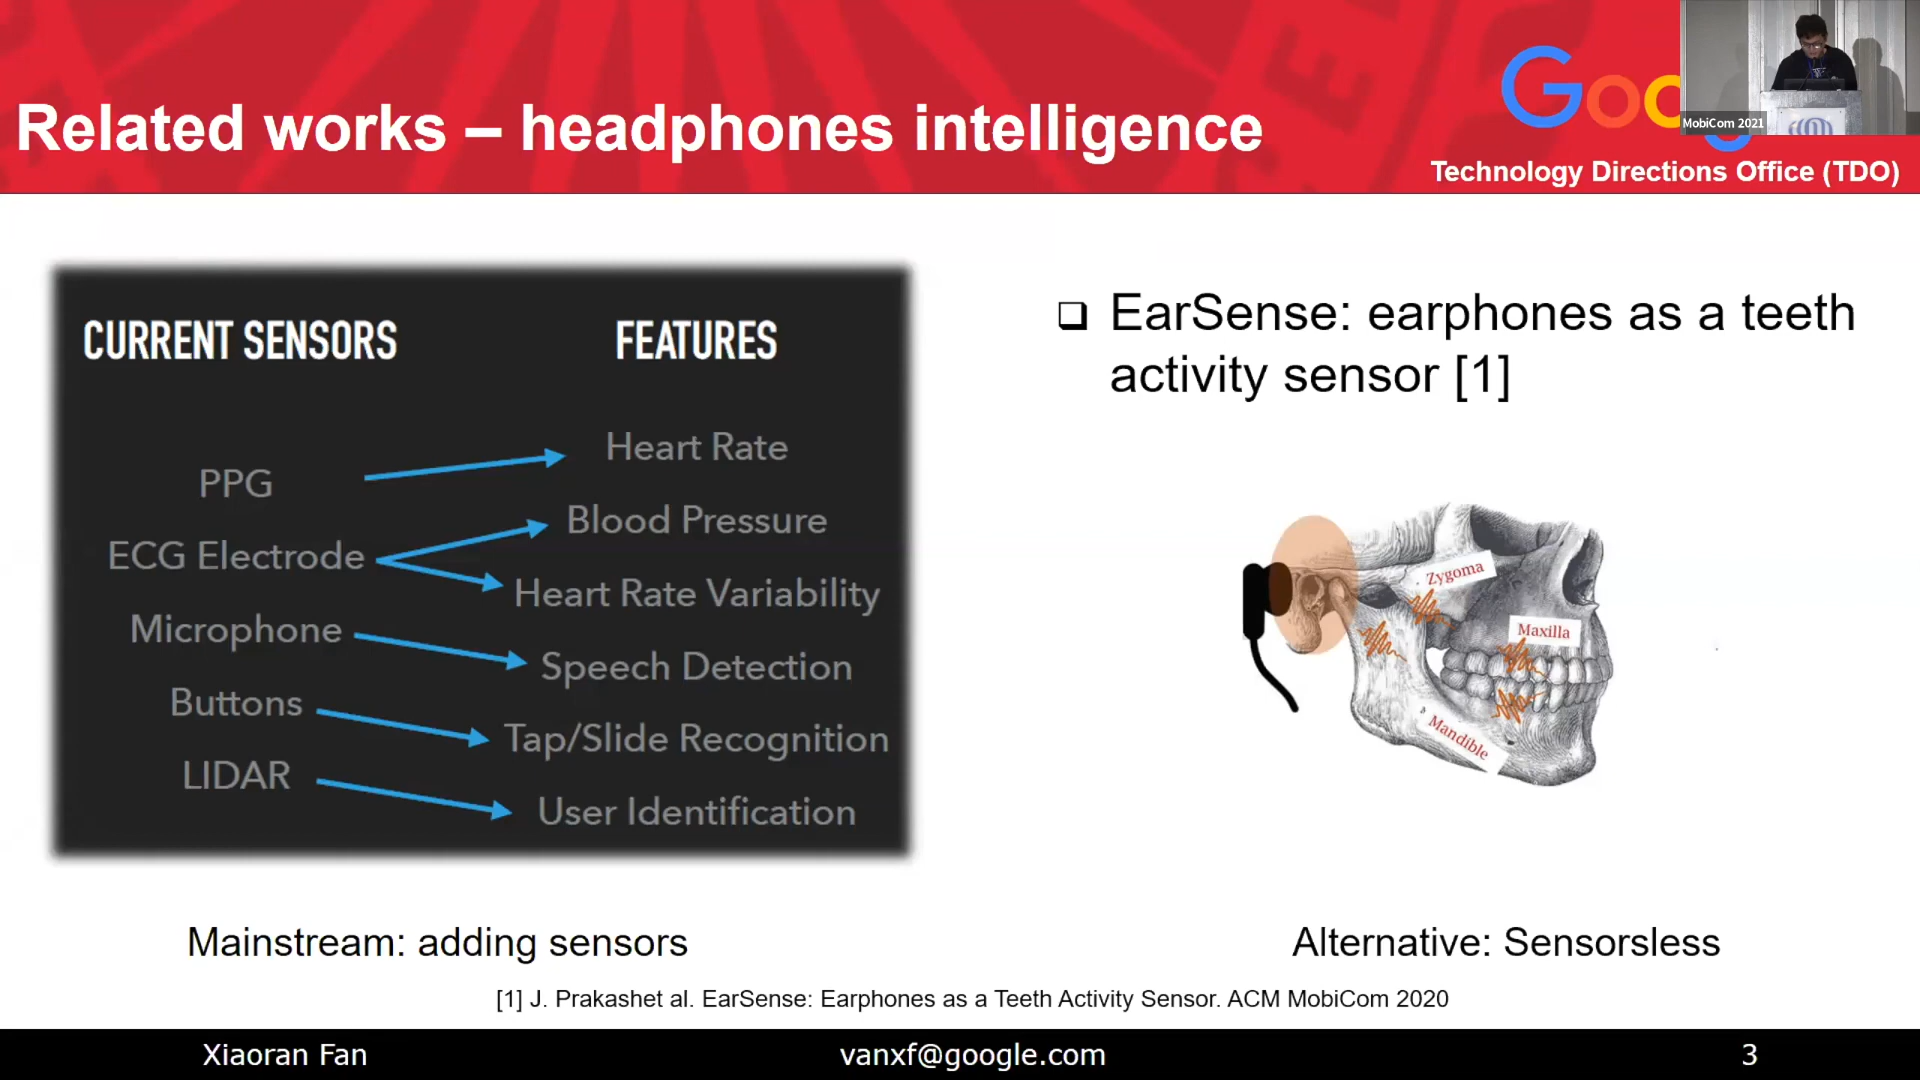 Related works – headphones intelligence
Goog
MobiCom 2021
Technology Directions Office (TDO)
CURRENT SENSORS
FEATURES
PPG
ECG Electrode
Microphone
Buttons
LIDAR
Heart Rate
Blood Pressure
Heart Rate Variability
Speech Detection
Tap/Slide Recognition
User Identification
Mainstream: adding sensors
EarSense: earphones as a teeth
activity sensor [1]
Zygoma
Maxilla
Mandible
Alternative: Sensorsless
[1] J. Prakashet al. EarSense: Earphones as a Teeth Activity Sensor. ACM MobiCom 2020
Xiaoran Fan
vanxf@google.com
3